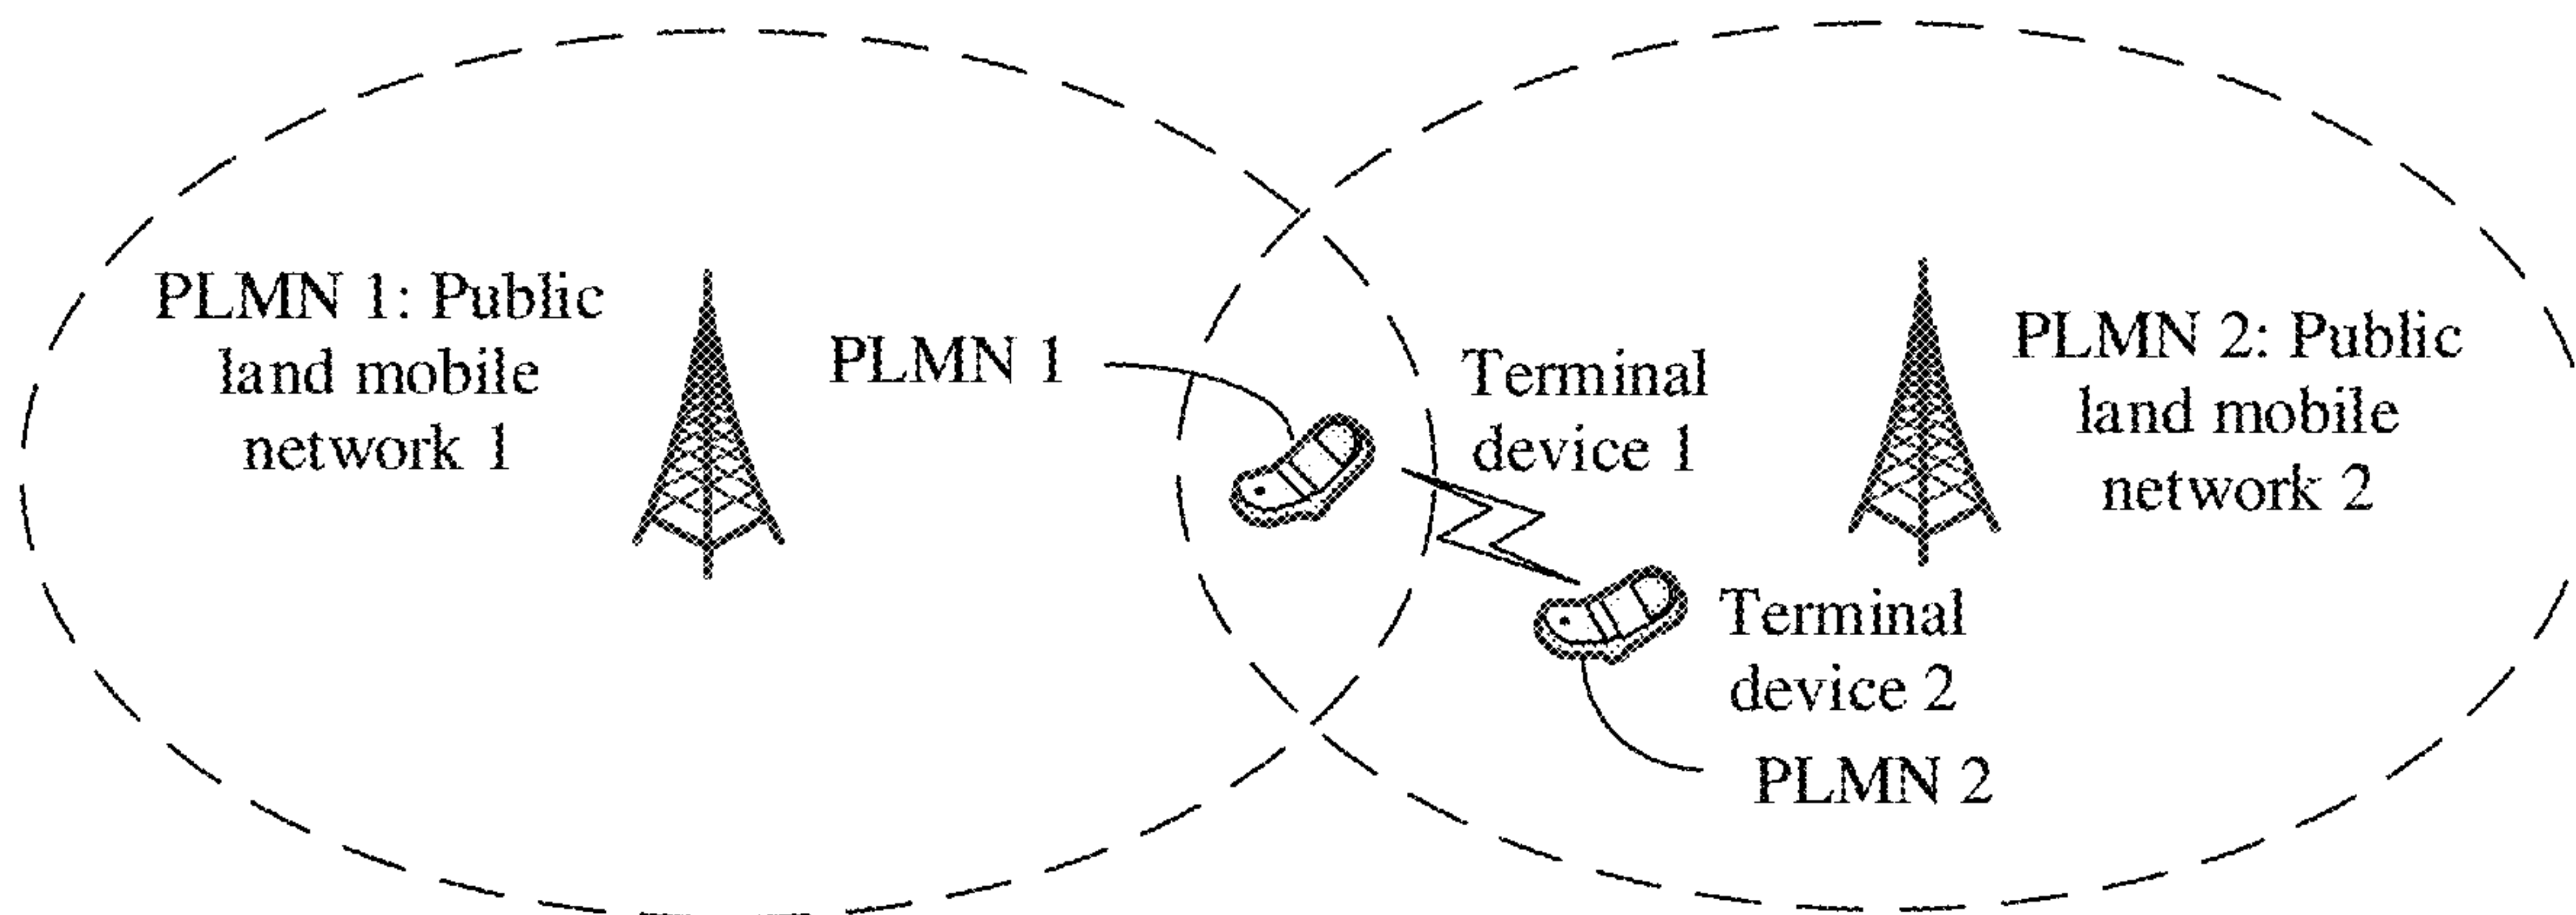 PLMN 1: Public
land mobile
network 1
PLMN 1
Terminal
device 1
PLMN 2: Public
land mobile
network 2
Terminal
device 2
PLMN 2